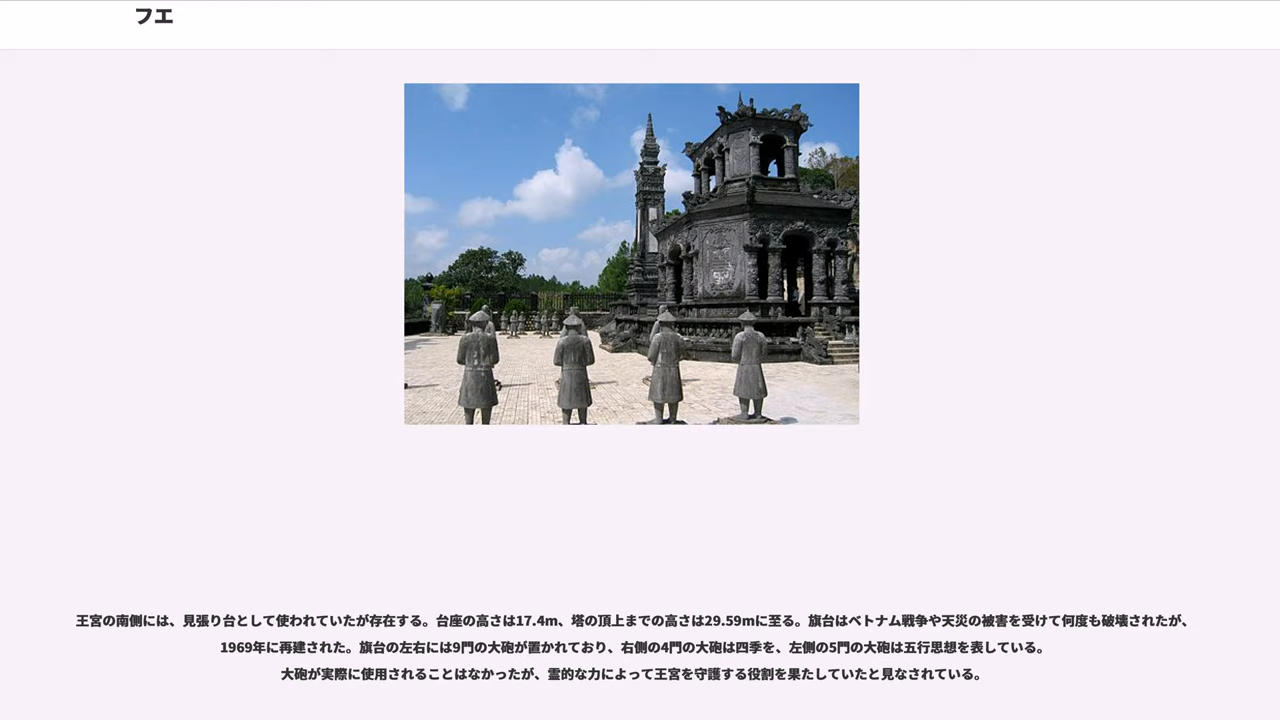 フエ
王宮の南側には、見張り台として使われていたが存在する。台座の高さは17.4m、塔の頂上までの高さは29.59mに至る。旗台はベトナム戦争や天災の被害を受けて何度も破壊されたが、
1969年に再建された。旗台の左右には9門の大砲が置かれており、右側の4門の大砲は四季を、左側の5門の大砲は五行思想を表している。
大砲が実際に使用されることはなかったが、霊的な力によって王宮を守護する役割を果たしていたと見なされている。